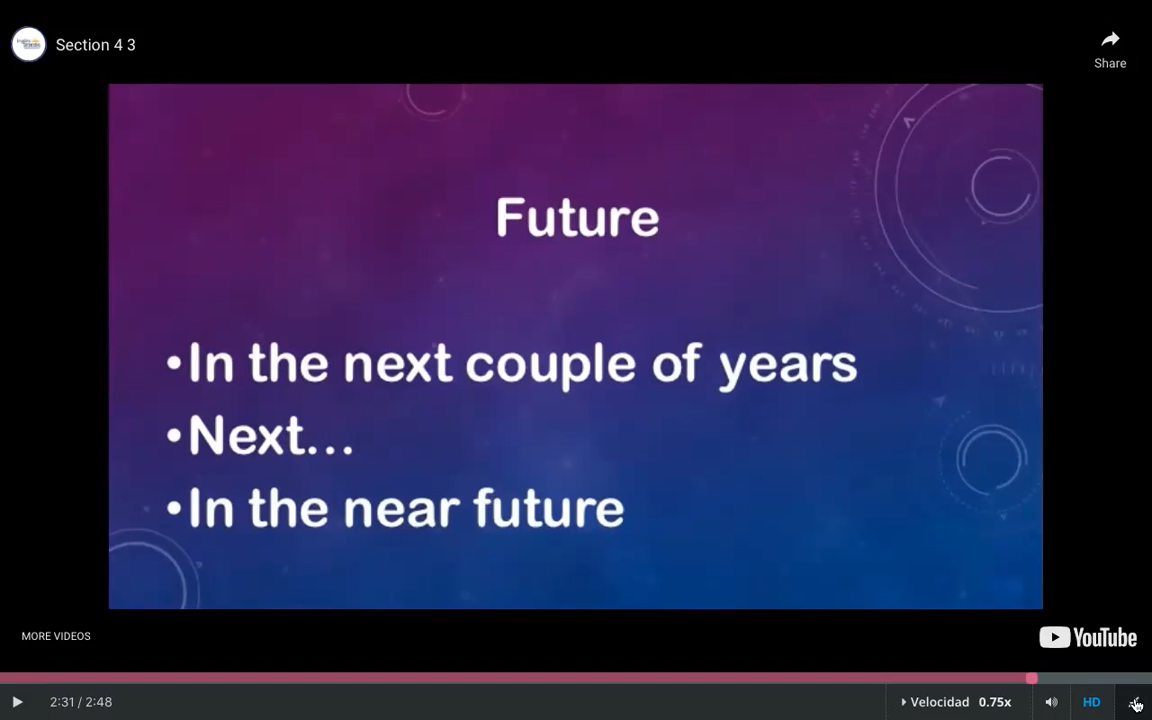 Section 4 3
Share
Future
•In the next couple of years
•Next...
•In the near future
MORE VIDEOS
YouTube
2:31 / 2:48
Velocidad 0.75x
HD